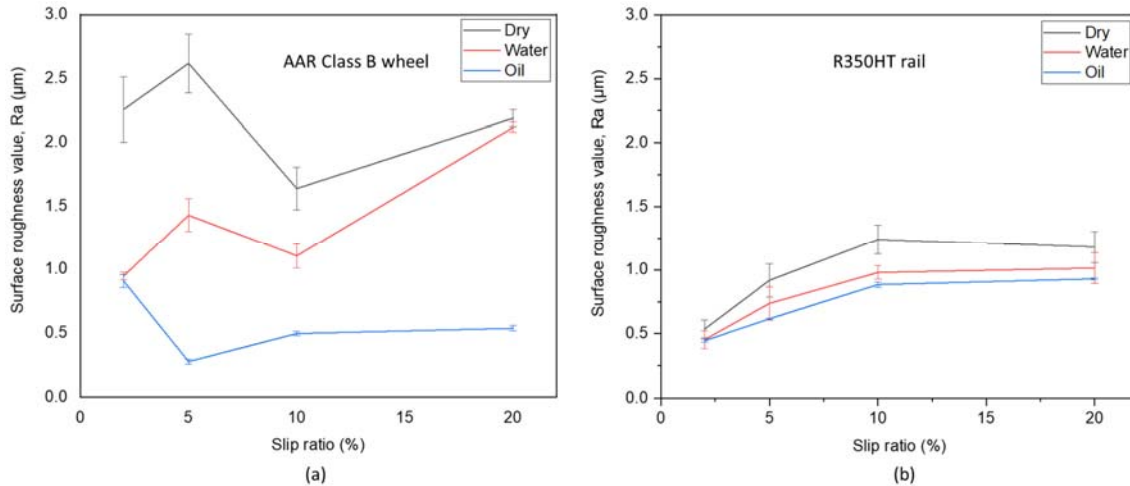 3.0
2.5
2.0
1.5
1.0
0.5
0.0
Surface roughness value, Ra (μm)
AAR Class B wheel
Dry
Water
Oil
0
5
10
15
20
Slip ratio (%)
(a)
3.0
2.5
2.0
1.5
1.0
0.5
0.0
Surface roughness value, Ra (μm)
R350HT rail
Dry
Water
Oil
0
5
10
15
20
Slip ratio (%)
(b)